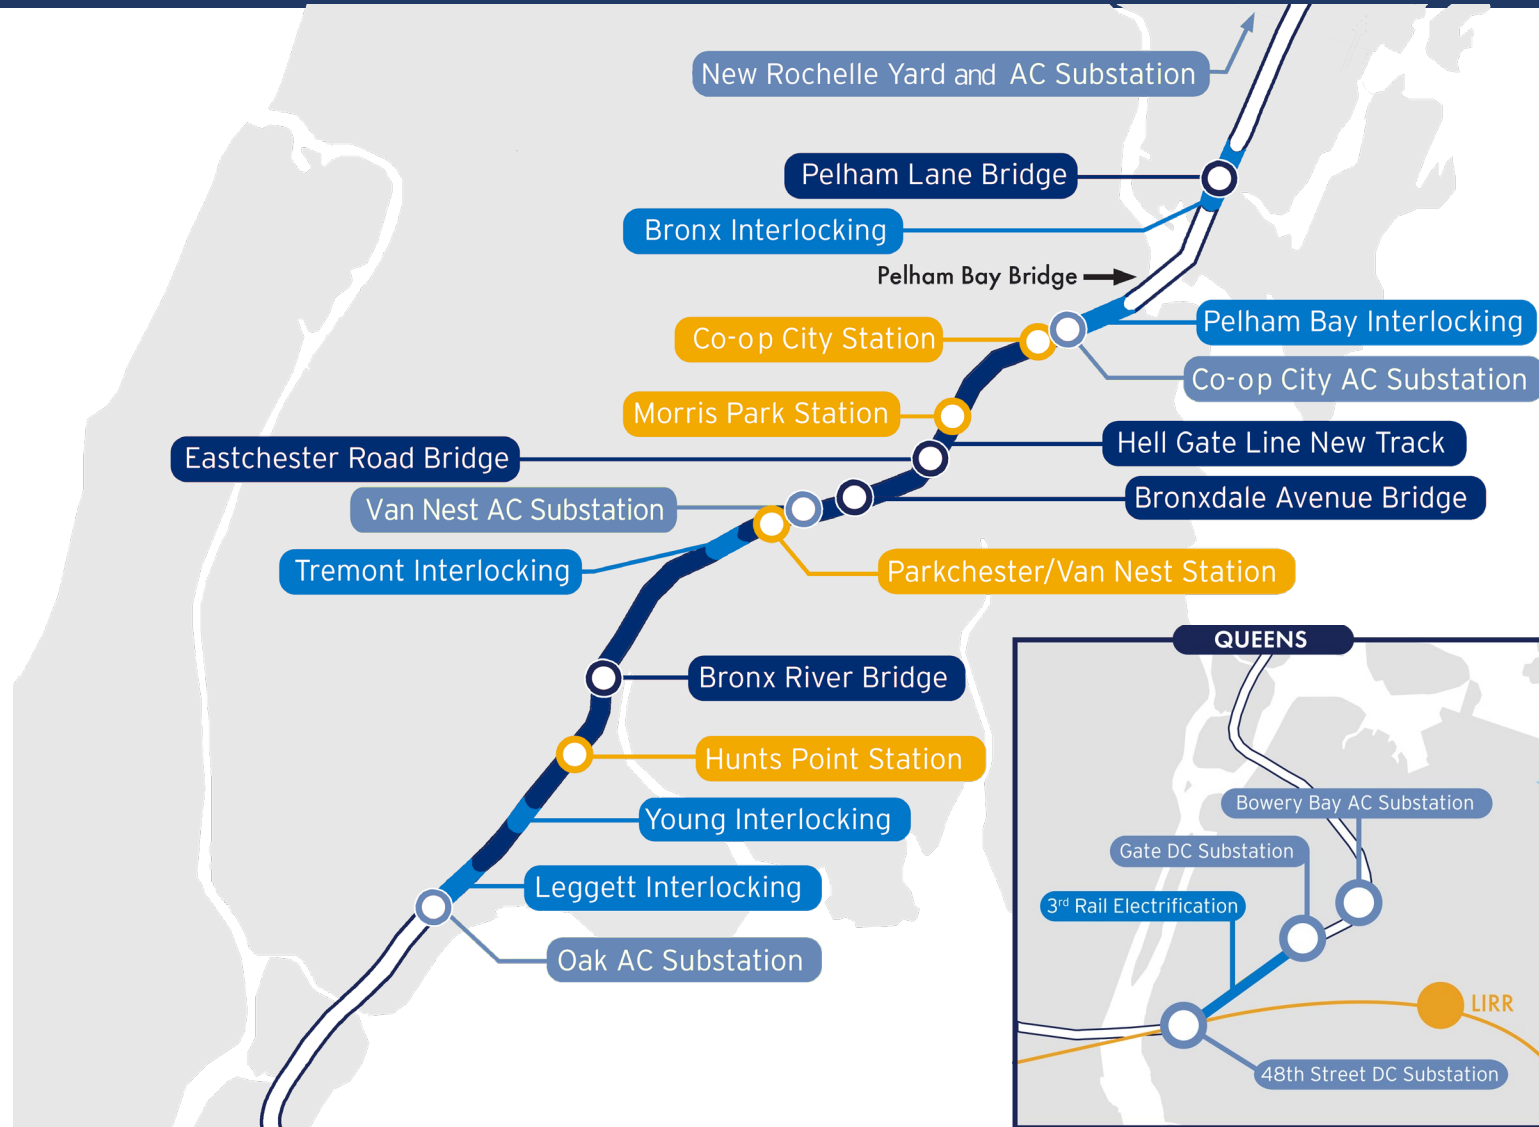 New Rochelle Yard and AC Substation
Pelham Lane Bridge
Bronx Interlocking
Pelham Bay Bridge
Pelham Bay Interlocking
Co-op City Station
Co-op City AC Substation
Morris Park Station
Hell Gate Line New Track
Eastchester Road Bridge
Bronxdale Avenue Bridge
Van Nest AC Substation
Tremont Interlocking
Parkchester/Van Nest Station
QUEENS
Bronx River Bridge
Hunts Point Station
Bowery Bay AC Substation
Young Interlocking
Gate DC Substation
Leggett Interlocking
3rd Rail Electrification
Oak AC Substation
LIRR
48th Street DC Substation